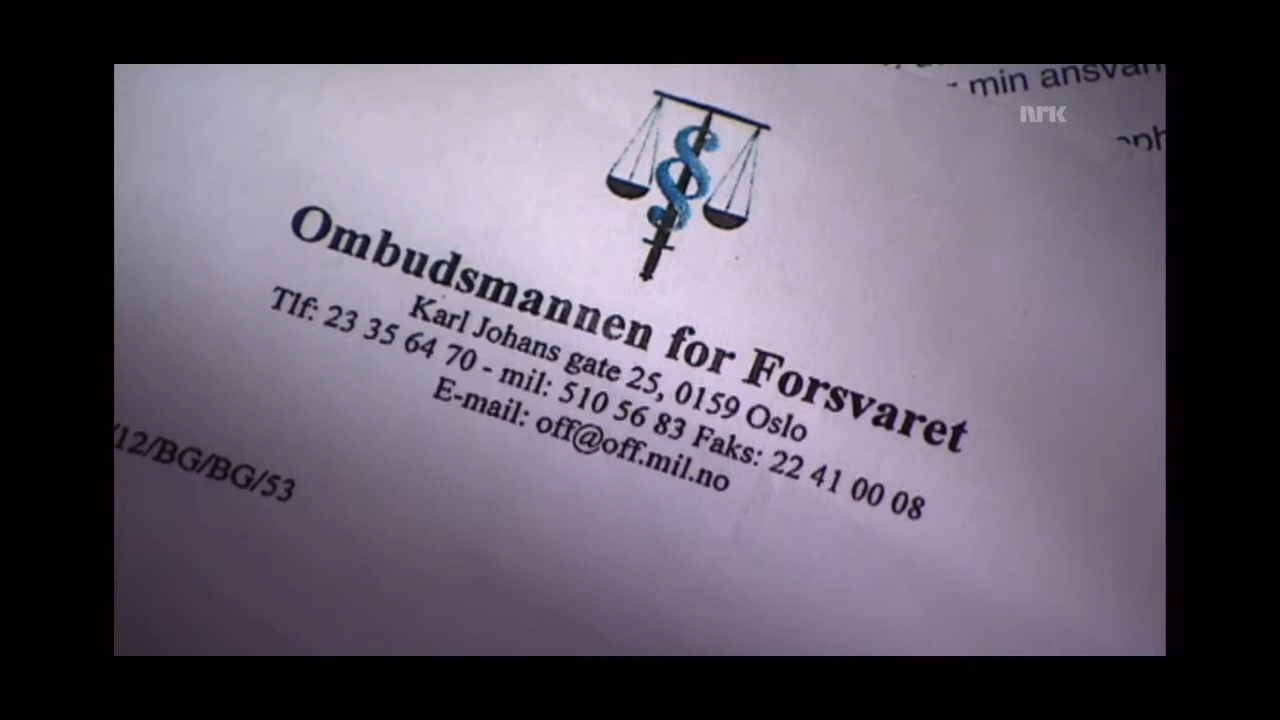 min ansvar
nrk
Ombudsmannen for Forsvaret
Karl Johans gate 25, 0159 Oslo
Tlf: 23 35 64 70 - mil: 510 56 83 Faks: 22 41 00 08
E-mail: off@off.mil.no
/12/BG/BG/53